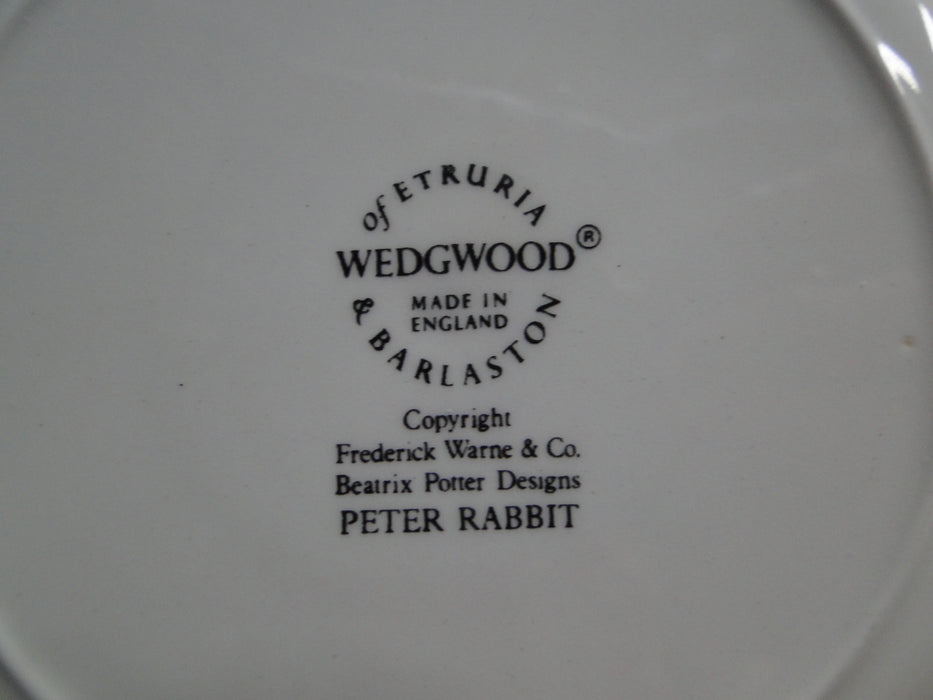 of ETRURIA
WEDGWOOD®
MADE IN
ENGLAND
& BARLASTON
Copyright
Frederick Warne & Co.
Beatrix Potter Designs
PETER RABBIT